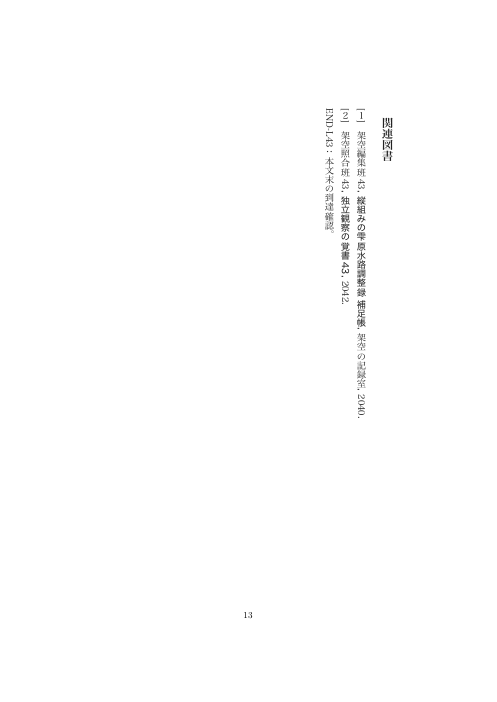 関連図書
[1] 架空編集班 43, 縦組みの雫原水路調整録 補足帳, 架空の記録室, 2040.
[2] 架空照合班 43, 独立観察の覚書 43, 2042.
END-L43：本文末の到達確認。
13